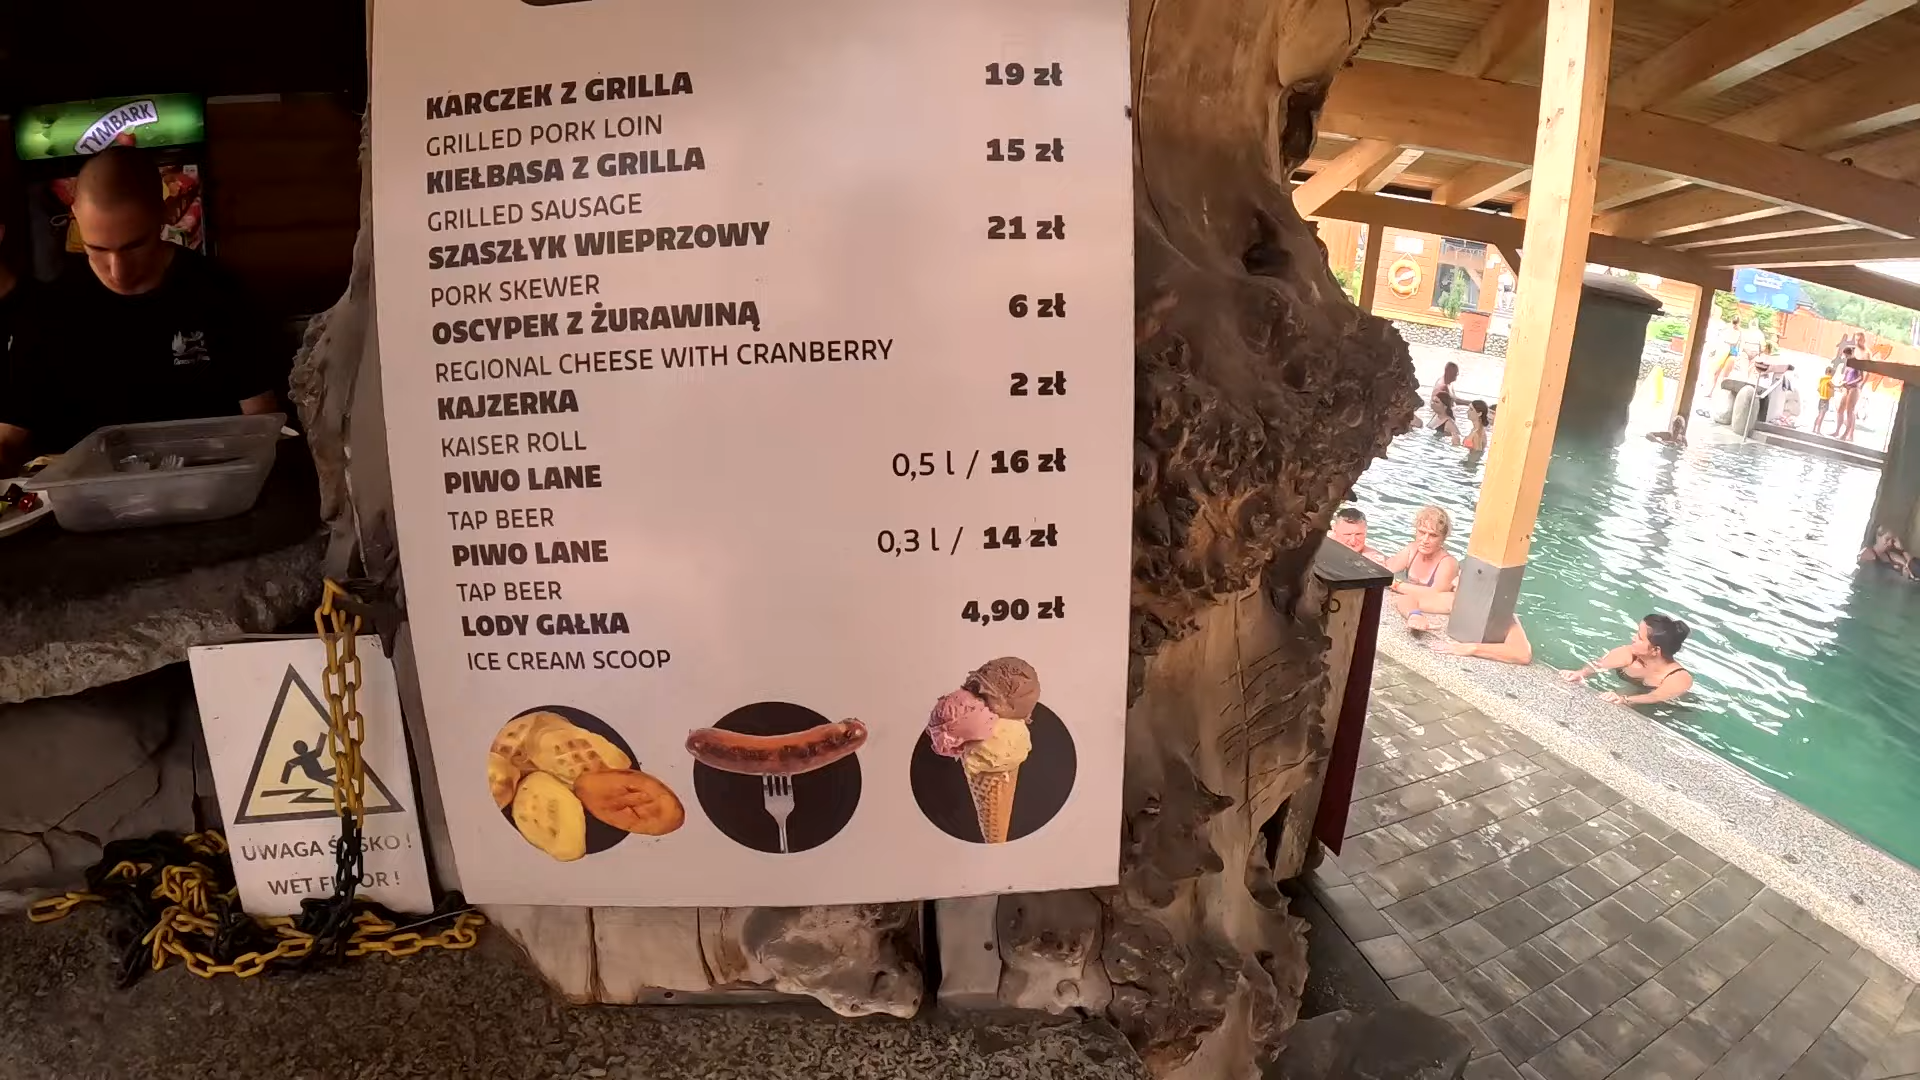 TYMBARK
KARCZEK Z GRILLA 19 zł
GRILLED PORK LOIN
KIEŁBASA Z GRILLA 15 zł
GRILLED SAUSAGE
SZASZŁYK WIEPRZOWY 21 zł
PORK SKEWER
OSCYPEK Z ŻURAWINĄ 6 zł
REGIONAL CHEESE WITH CRANBERRY
KAJZERKA 2 zł
KAISER ROLL
PIWO LANE 0,5 l / 16 zł
TAP BEER
PIWO LANE 0,3 l / 14 zł
TAP BEER
LODY GAŁKA 4,90 zł
ICE CREAM SCOOP
UWAGA ŚLISKO !
WET FLOOR !